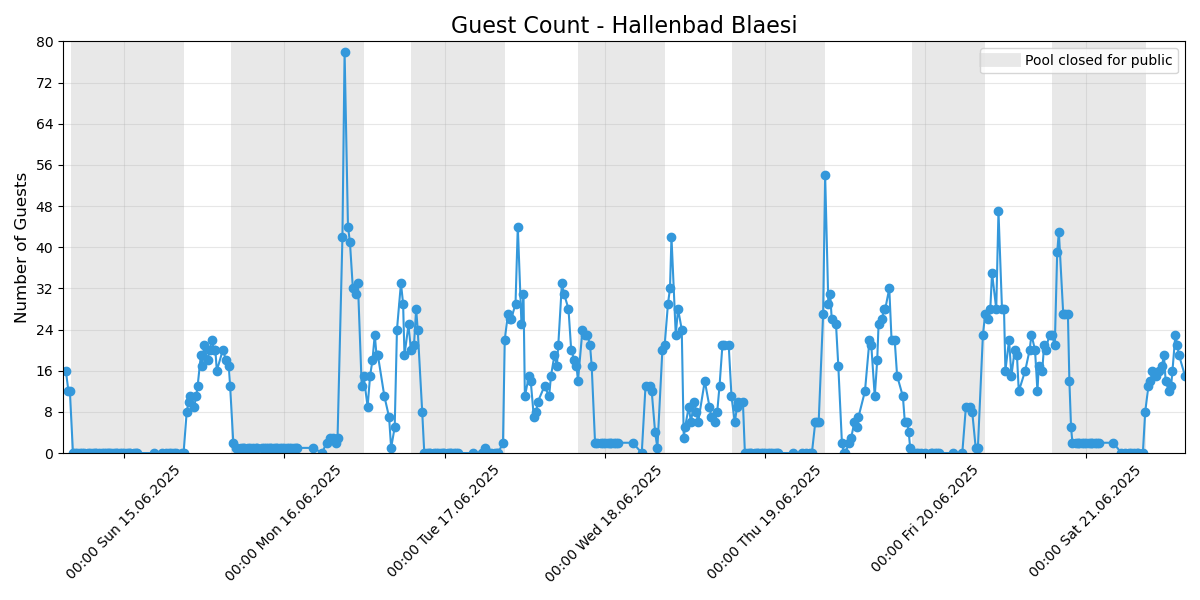 Guest Count - Hallenbad Blaesi
Pool closed for public
Number of Guests
80
72
64
56
48
40
32
24
16
8
0
00:00 Sun 15.06.2025
00:00 Mon 16.06.2025
00:00 Tue 17.06.2025
00:00 Wed 18.06.2025
00:00 Thu 19.06.2025
00:00 Fri 20.06.2025
00:00 Sat 21.06.2025